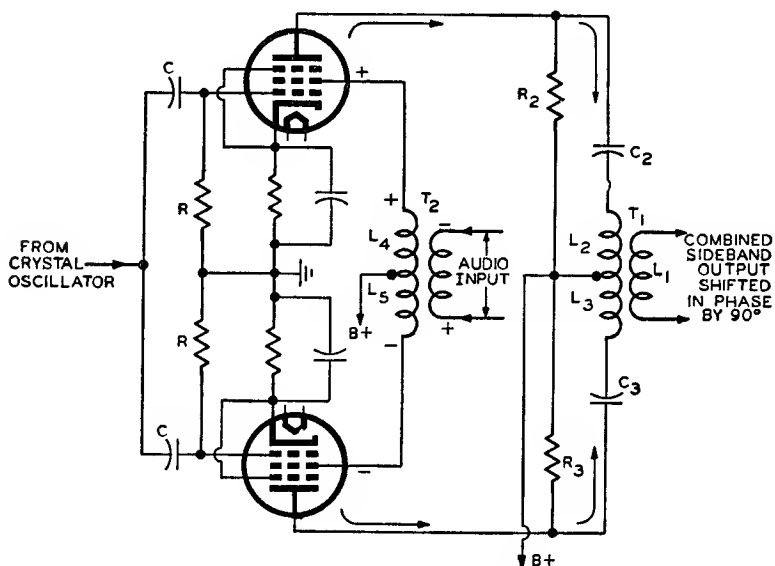 C
+
R₂
C₂
R
+
T₂
−
T₁
FROM
CRYSTAL
OSCILLATOR
L₄
AUDIO
INPUT
L₂
L₁
COMBINED
SIDEBAND
OUTPUT
SHIFTED
IN PHASE
BY 90°
L₅
L₃
B+
+
−
R
C₃
C
−
R₃
B+